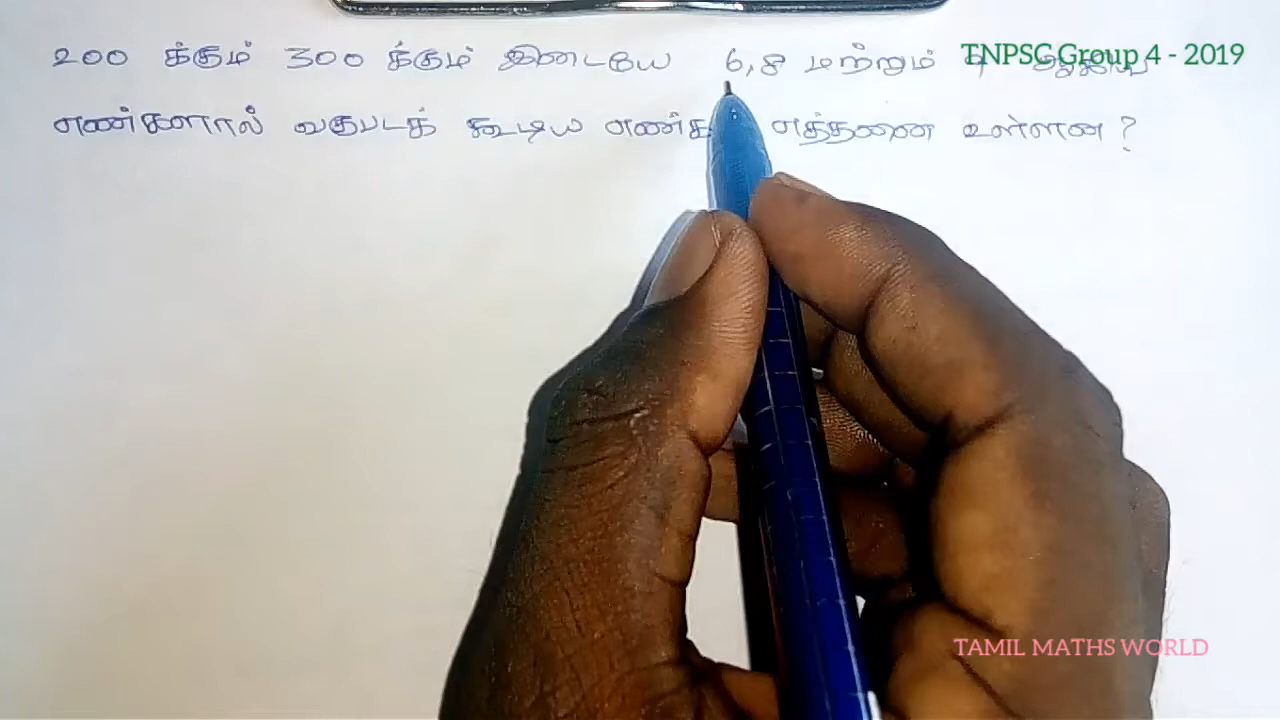 200 க்கும் 300 க்கும் இடையே 6,8 மற்றும் 9
TNPSC Group 4 - 2019
எண்களால் வகுபடக் கூடிய எத்தனை உள்ளன?
TAMIL MATHS WORLD